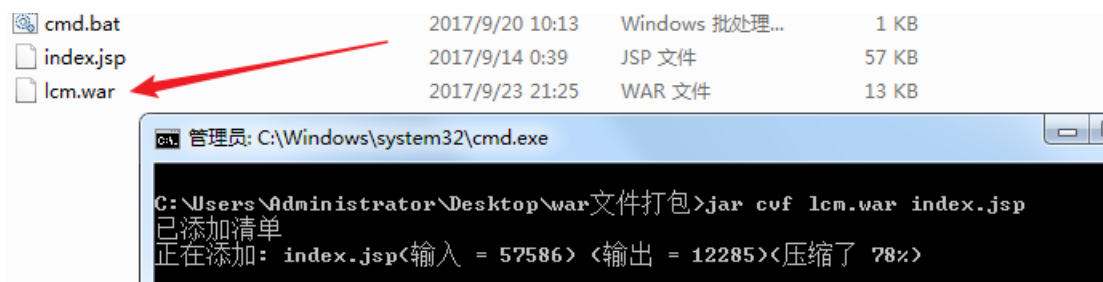 cmd.bat 2017/9/20 10:13 Windows 批处理... 1 KB
index.jsp 2017/9/14 0:39 JSP 文件 57 KB
lcm.war 2017/9/23 21:25 WAR 文件 13 KB
管理员: C:\Windows\system32\cmd.exe
C:\Users\Administrator\Desktop\war文件打包>jar cvf lcm.war index.jsp
已添加清单
正在添加: index.jsp(输入 = 57586) (输出 = 12285)(压缩了 78%)